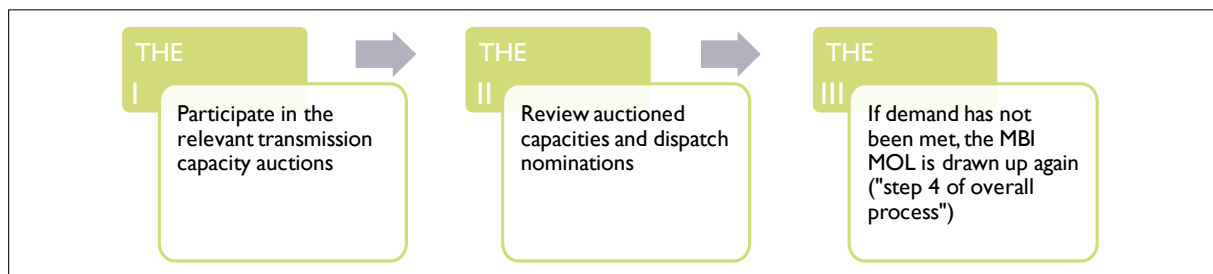 THE
I
Participate in the
relevant transmission
capacity auctions
THE
II
Review auctioned
capacities and dispatch
nominations
THE
III
If demand has not
been met, the MBI
MOL is drawn up again
("step 4 of overall
process")